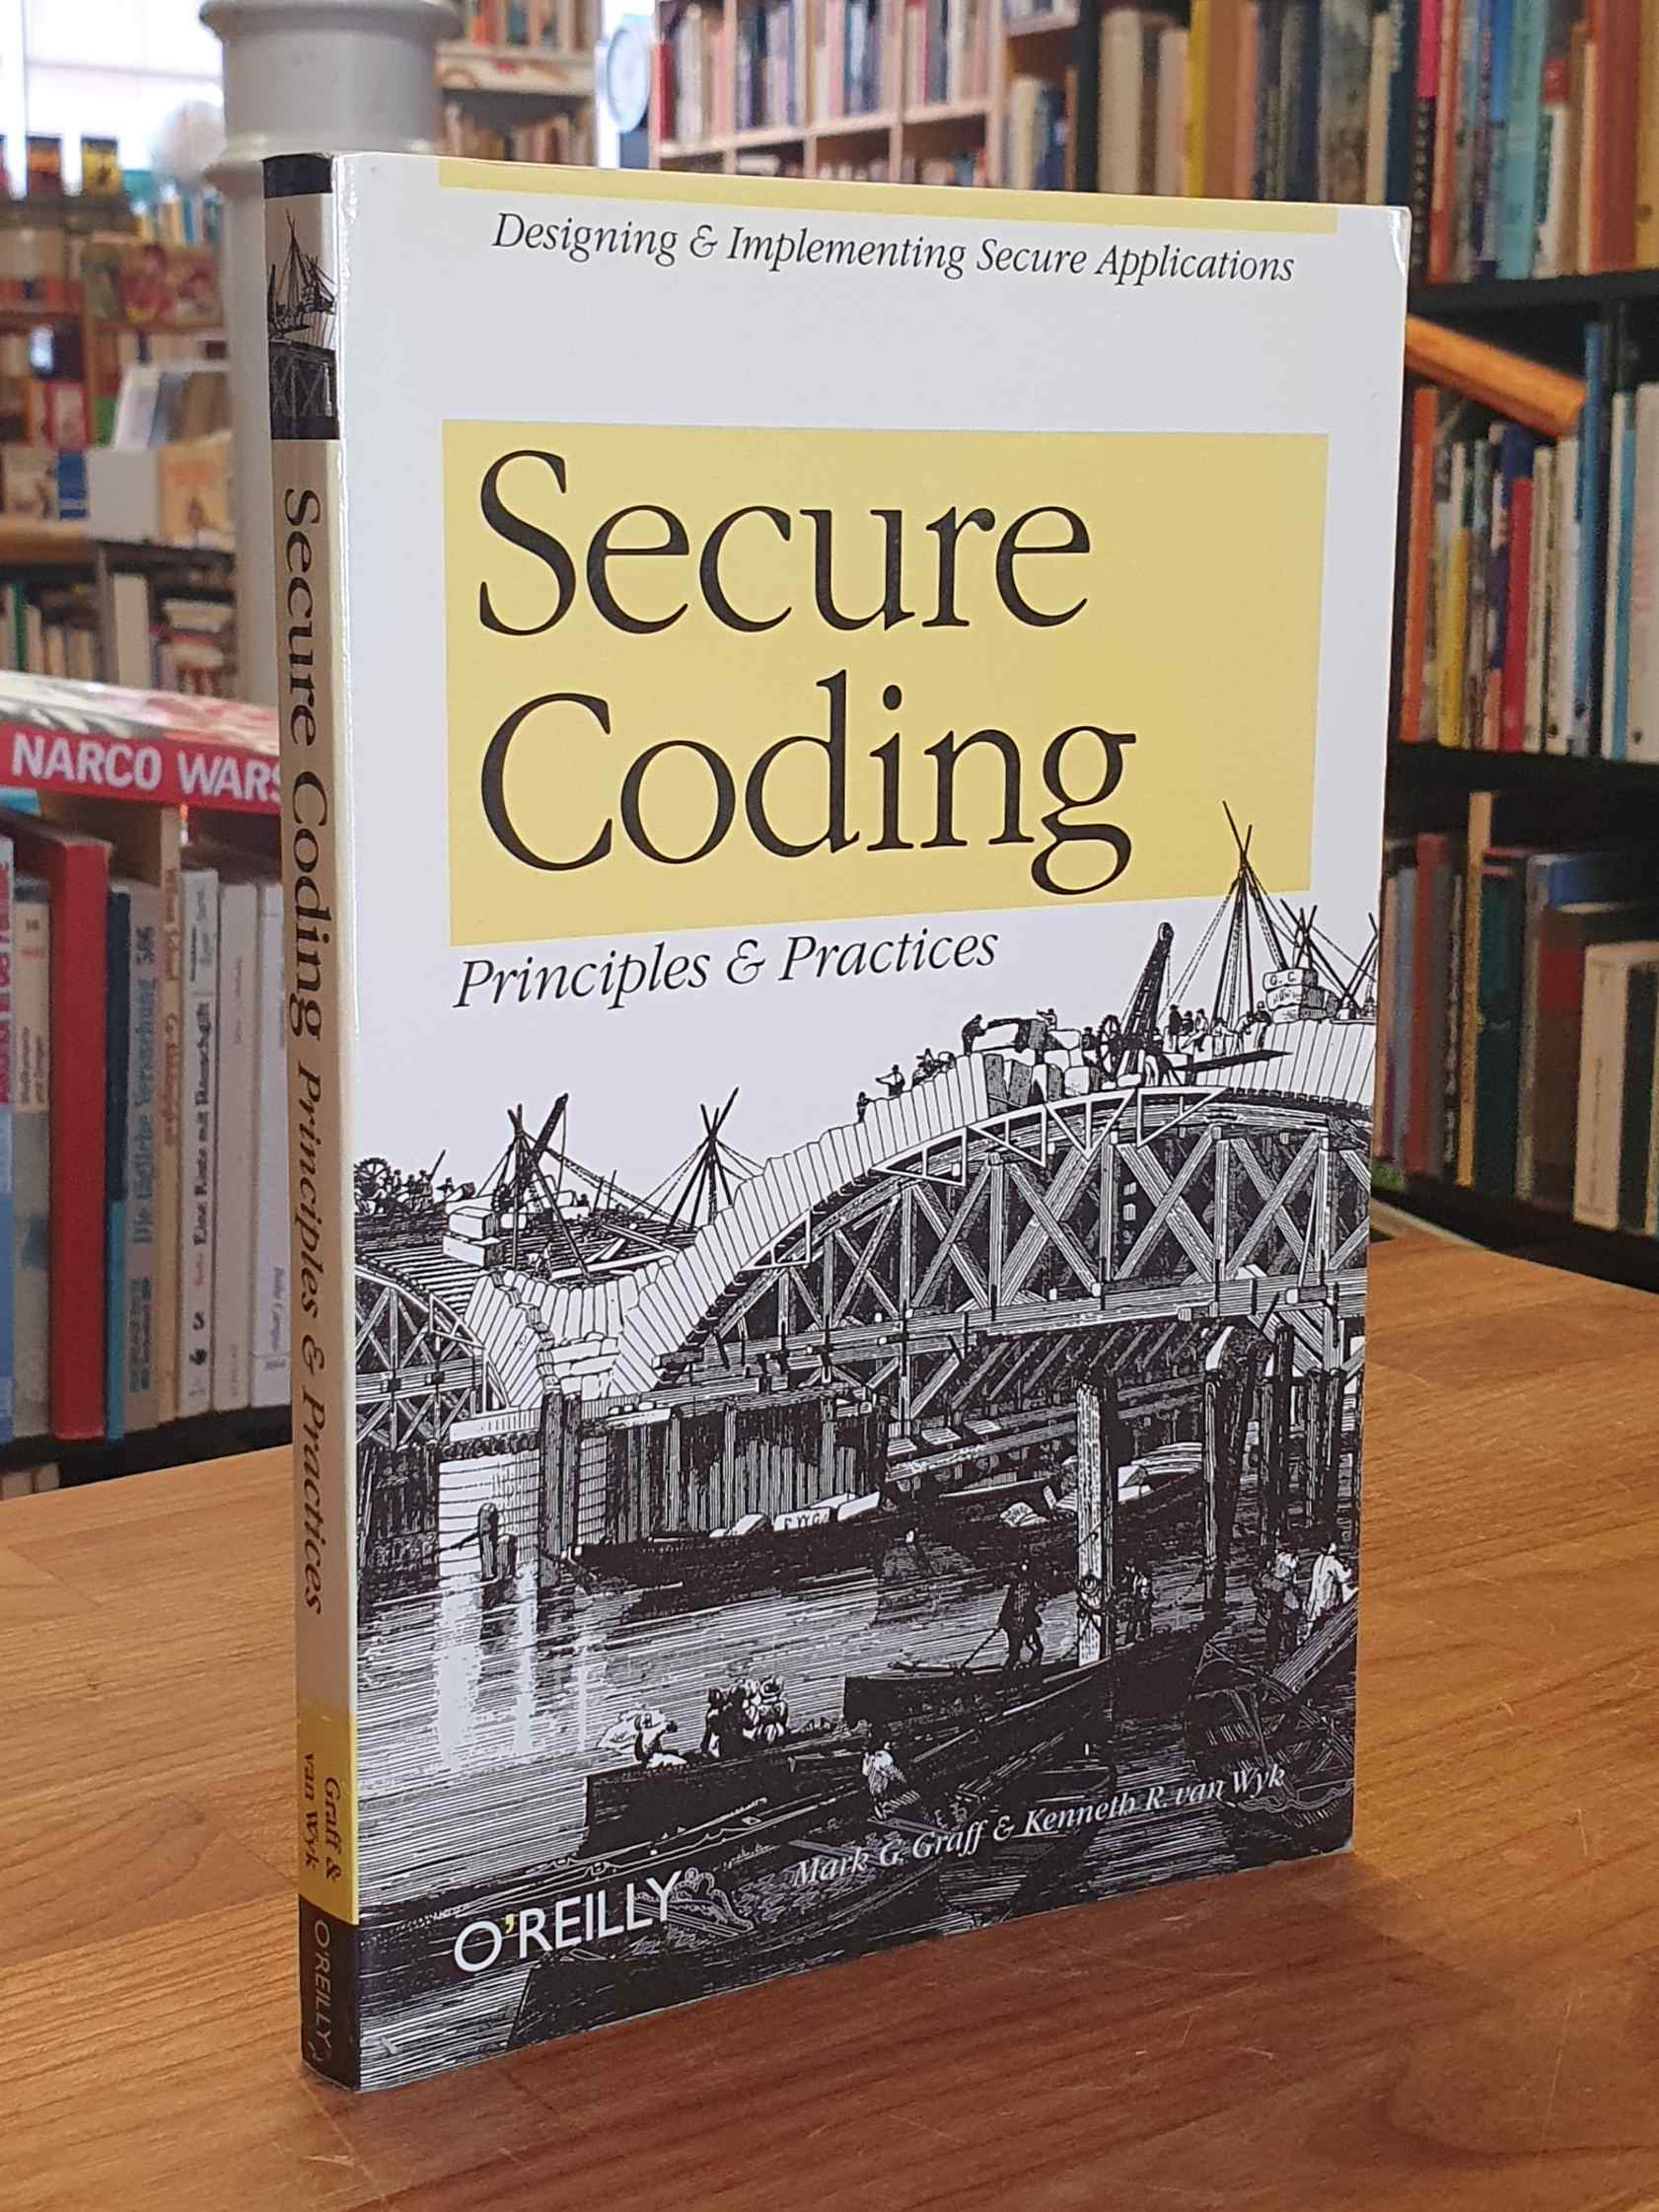 Designing & Implementing Secure Applications
Secure
Coding
Principles & Practices
G.C.
Mark G. Graff & Kenneth R. van Wyk
O'REILLY®
Secure Coding Principles & Practices
Graff &
van Wyk
O'REILLY
NARCO WARS